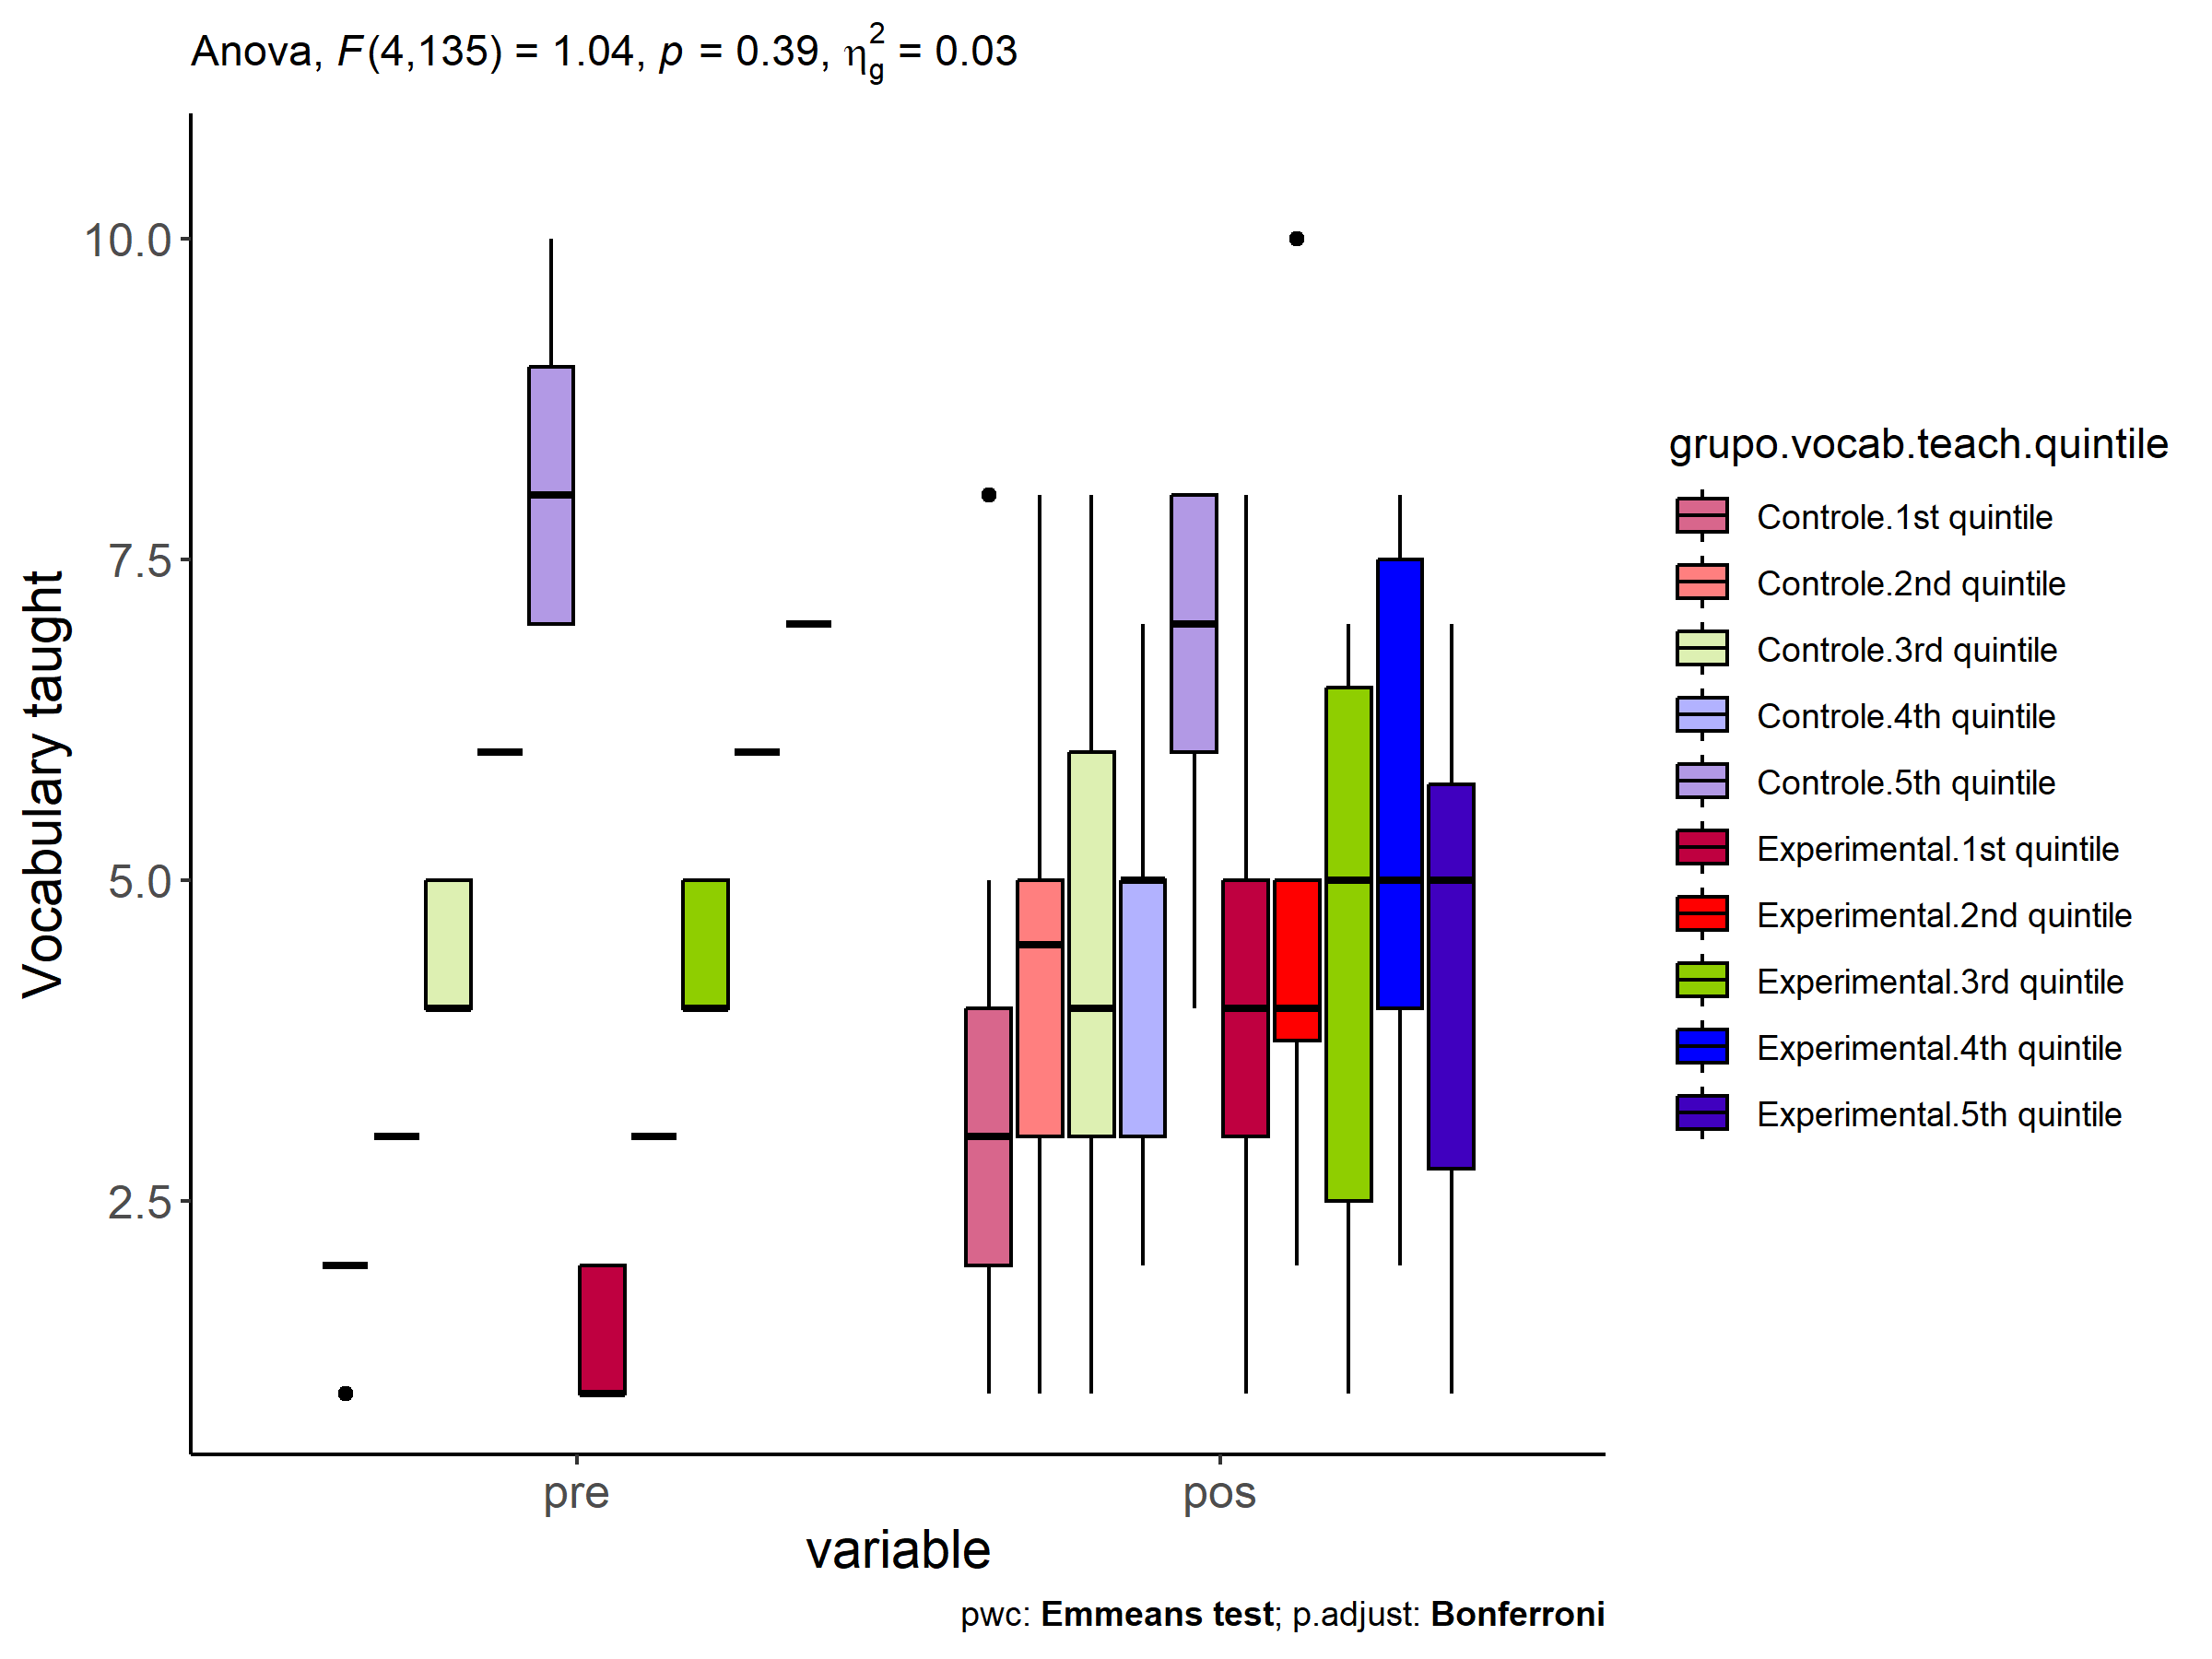 Anova, F(4,135) = 1.04, p = 0.39, η²g = 0.03
Vocabulary taught
10.0
7.5
5.0
2.5
pre
pos
variable
grupo.vocab.teach.quintile
Controle.1st quintile
Controle.2nd quintile
Controle.3rd quintile
Controle.4th quintile
Controle.5th quintile
Experimental.1st quintile
Experimental.2nd quintile
Experimental.3rd quintile
Experimental.4th quintile
Experimental.5th quintile
pwc: Emmeans test; p.adjust: Bonferroni